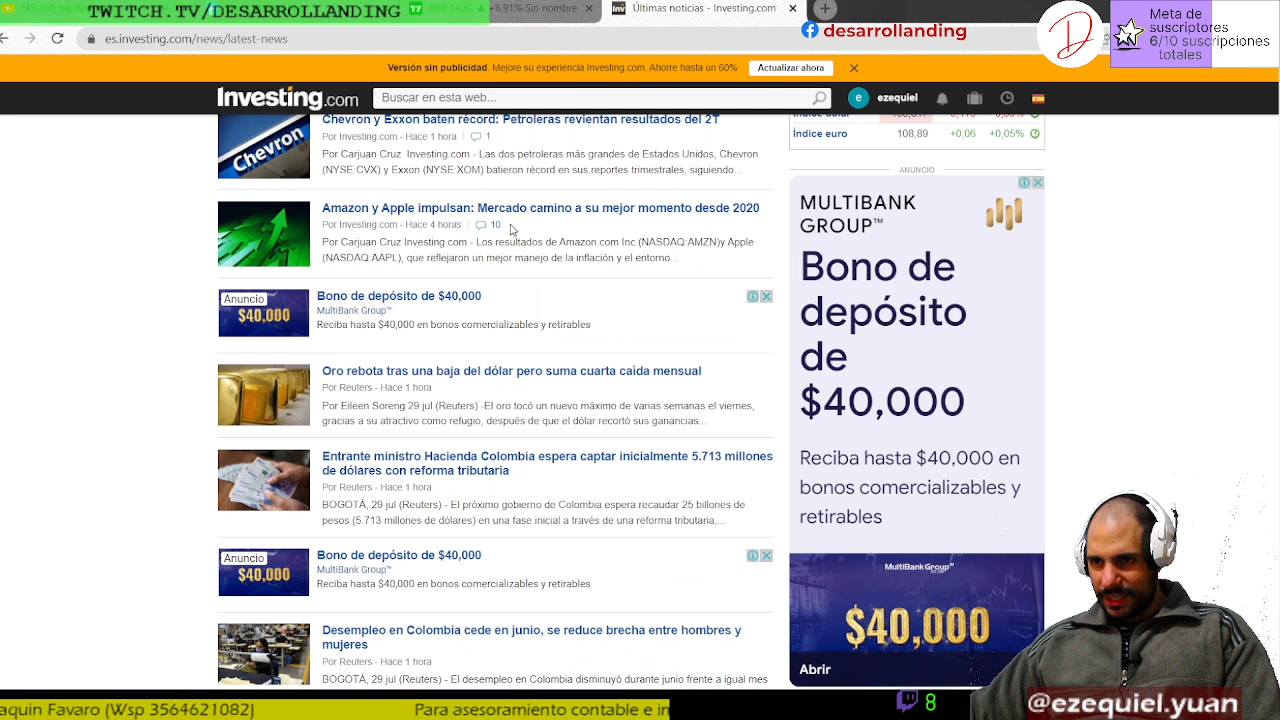 TWITCH.TV/DESARROLLANDING
+6.91% Sin nombre
Últimas noticias - Investing.com
es.investing.com/news/latest-news
desarrollanding
Meta de
suscriptores
6/10 suscripciones
totales
Versión sin publicidad. Mejore su experiencia Investing.com. Ahorre hasta un 60%
Actualizar ahora
Investing.com
Buscar en esta web...
e
ezequiel
Chevron y Exxon baten récord: Petroleras revientan resultados del 2T
Por Investing.com - Hace 1 hora
1
Por Carjuan Cruz Investing.com - Las dos petroleras más grandes de Estados Unidos, Chevron
(NYSE:CVX) y Exxon (NYSE:XOM) batieron récord en sus reportes trimestrales, siguiendo...
Chevron
Índice euro 108,89 +0,06 +0,05%
ANUNCIO
Amazon y Apple impulsan: Mercado camino a su mejor momento desde 2020
Por Investing.com - Hace 4 horas
10
Por Carjuan Cruz Investing.com - Los resultados de Amazon.com Inc (NASDAQ:AMZN)y Apple
(NASDAQ:AAPL), que reflejaron un mejor manejo de la inflación y el entorno...
Anuncio
$40,000
Bono de depósito de $40,000
MultiBank Group™
Reciba hasta $40,000 en bonos comercializables y retirables
Oro rebota tras una baja del dólar pero suma cuarta caída mensual
Por Reuters - Hace 1 hora
Por Eileen Soreng 29 jul (Reuters) -El oro tocó un nuevo máximo de varias semanas el viernes,
gracias a su atractivo como refugio, después de que el dólar recortó sus ganancias...
Entrante ministro Hacienda Colombia espera captar inicialmente 5.713 millones
de dólares con reforma tributaria
Por Reuters - Hace 1 hora
BOGOTÁ, 29 jul (Reuters) - El próximo gobierno de Colombia espera recaudar 25 billones de
pesos (5.713 millones de dólares) en una fase inicial a través de una reforma tributaria,...
Anuncio
$40,000
Bono de depósito de $40,000
MultiBank Group™
Reciba hasta $40,000 en bonos comercializables y retirables
Desempleo en Colombia cede en junio, se reduce brecha entre hombres y
mujeres
Por Reuters - Hace 1 hora
BOGOTÁ, 29 jul (Reuters) - El desempleo en Colombia disminuyó durante junio frente a igual mes
MULTIBANK
GROUP™
Bono de
depósito
de
$40,000
Reciba hasta $40,000 en
bonos comercializables y
retirables
MultiBank Group
$40,000
Abrir
aquin Favaro (Wsp 3564621082)
Para asesoramiento contable e in
8
@ezequiel.yuan